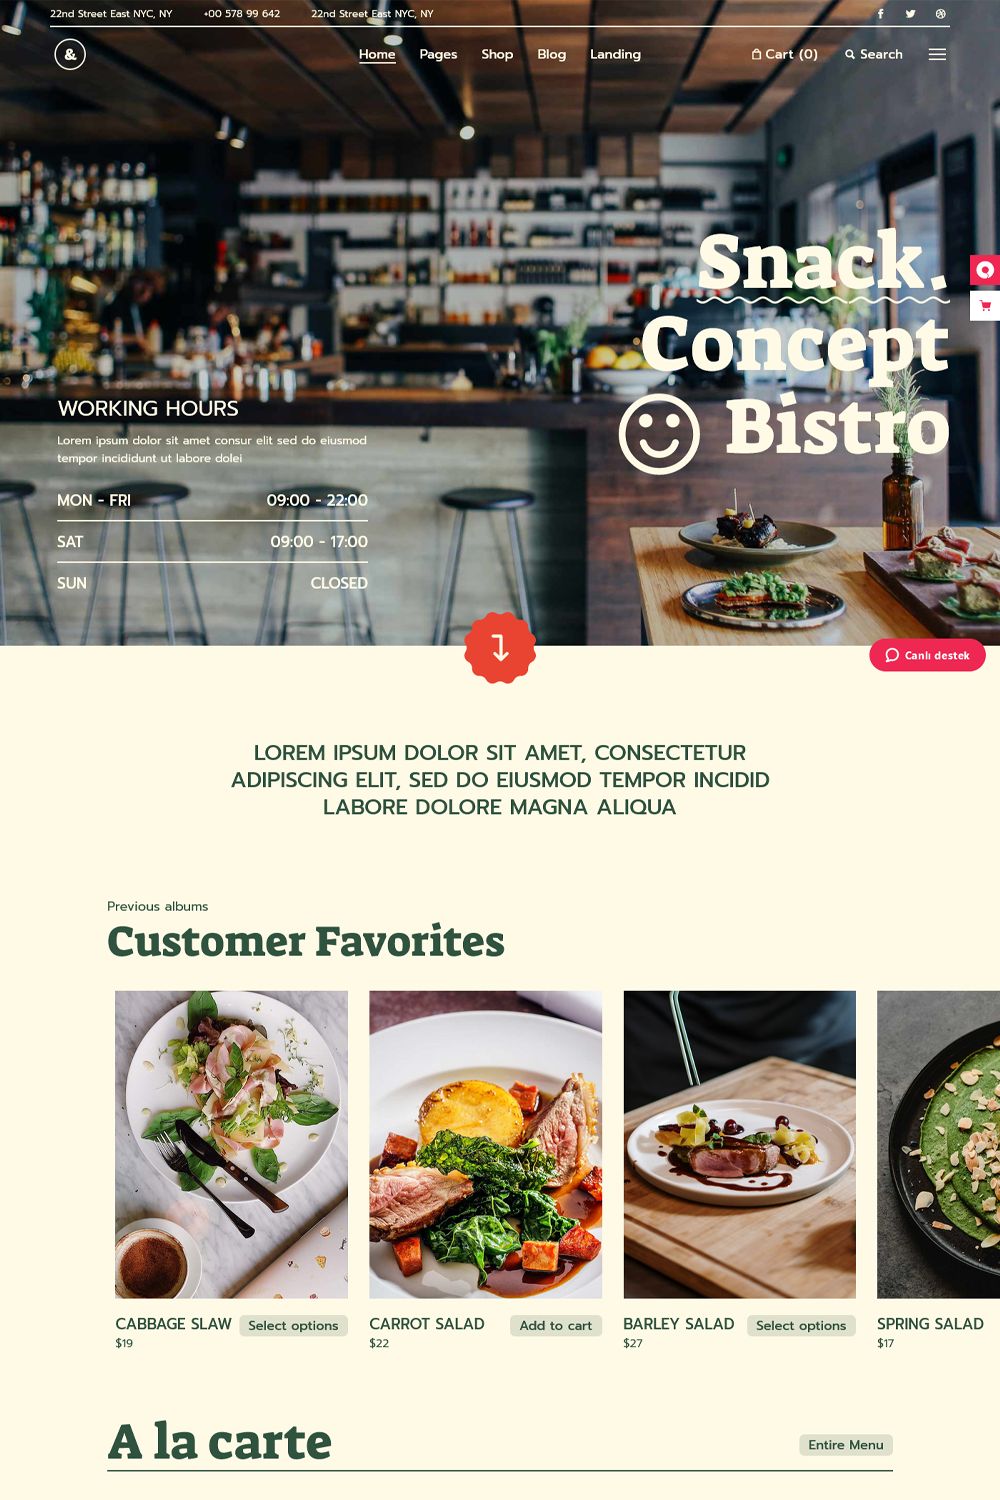 22nd Street East NYC, NY +00 578 99 642 22nd Street East NYC, NY
& Home Pages Shop Blog Landing Cart (0) Search
Snack.
Concept
Bistro
WORKING HOURS
Lorem ipsum dolor sit amet consur elit sed do eiusmod
tempor incididunt ut labore dolei
MON - FRI 09:00 - 22:00
SAT 09:00 - 17:00
SUN CLOSED
Canlı destek
LOREM IPSUM DOLOR SIT AMET, CONSECTETUR
ADIPISCING ELIT, SED DO EIUSMOD TEMPOR INCIDID
LABORE DOLORE MAGNA ALIQUA
Previous albums
Customer Favorites
CABBAGE SLAW Select options
$19
CARROT SALAD Add to cart
$22
BARLEY SALAD Select options
$27
SPRING SALAD
$17
A la carte
Entire Menu